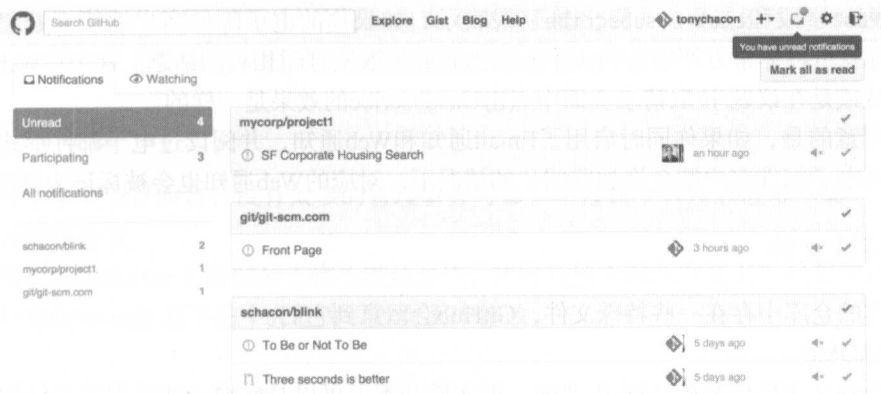 Search GitHub
Explore Gist Blog Help
tonychacon
You have unread notifications
Notifications
Watching
Mark all as read
Unread 4
Participating 3
All notifications
schacon/blink 2
mycorp/project1 1
git/git-scm.com 1
mycorp/project1
SF Corporate Housing Search an hour ago
git/git-scm.com
Front Page 3 hours ago
schacon/blink
To Be or Not To Be 5 days ago
Three seconds is better 5 days ago